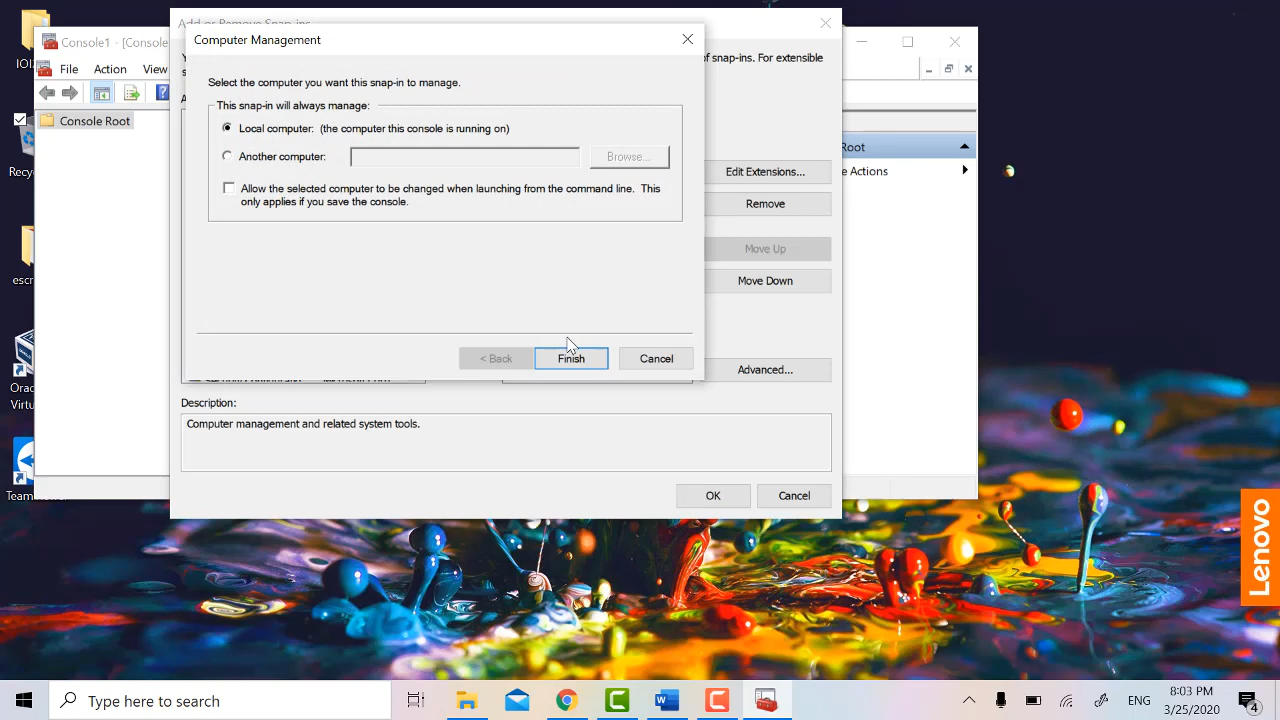 Add or Remove Snap-ins
Computer Management
Console1 - [Console
of snap-ins. For extensible
File Action View
Select the computer you want this snap-in to manage.
This snap-in will always manage:
Console Root
Local computer: (the computer this console is running on)
Root
Another computer:
Browse...
Edit Extensions...
e Actions
Allow the selected computer to be changed when launching from the command line. This
only applies if you save the console.
Remove
Move Up
Move Down
< Back
Finish
Cancel
Advanced...
Description:
Computer management and related system tools.
OK
Cancel
escr
Orac
Virtu
Lenovo
Type here to search
W
ENG
8:03 PM
3/25/2020
4